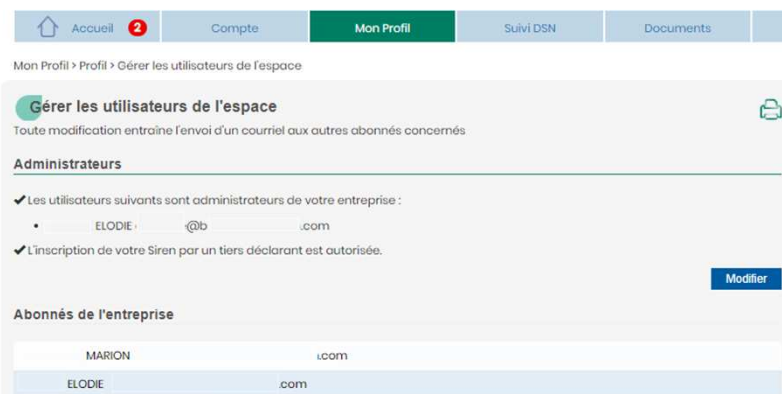 Accueil 2 Compte Mon Profil Suivi DSN Documents
Mon Profil > Profil > Gérer les utilisateurs de l'espace
Gérer les utilisateurs de l'espace
Toute modification entraîne l'envoi d'un courriel aux autres abonnés concernés
Administrateurs
✔ Les utilisateurs suivants sont administrateurs de votre entreprise :
• ELODIE @b .com
✔ L'inscription de votre Siren par un tiers déclarant est autorisée.
Modifier
Abonnés de l'entreprise
MARION .com
ELODIE .com